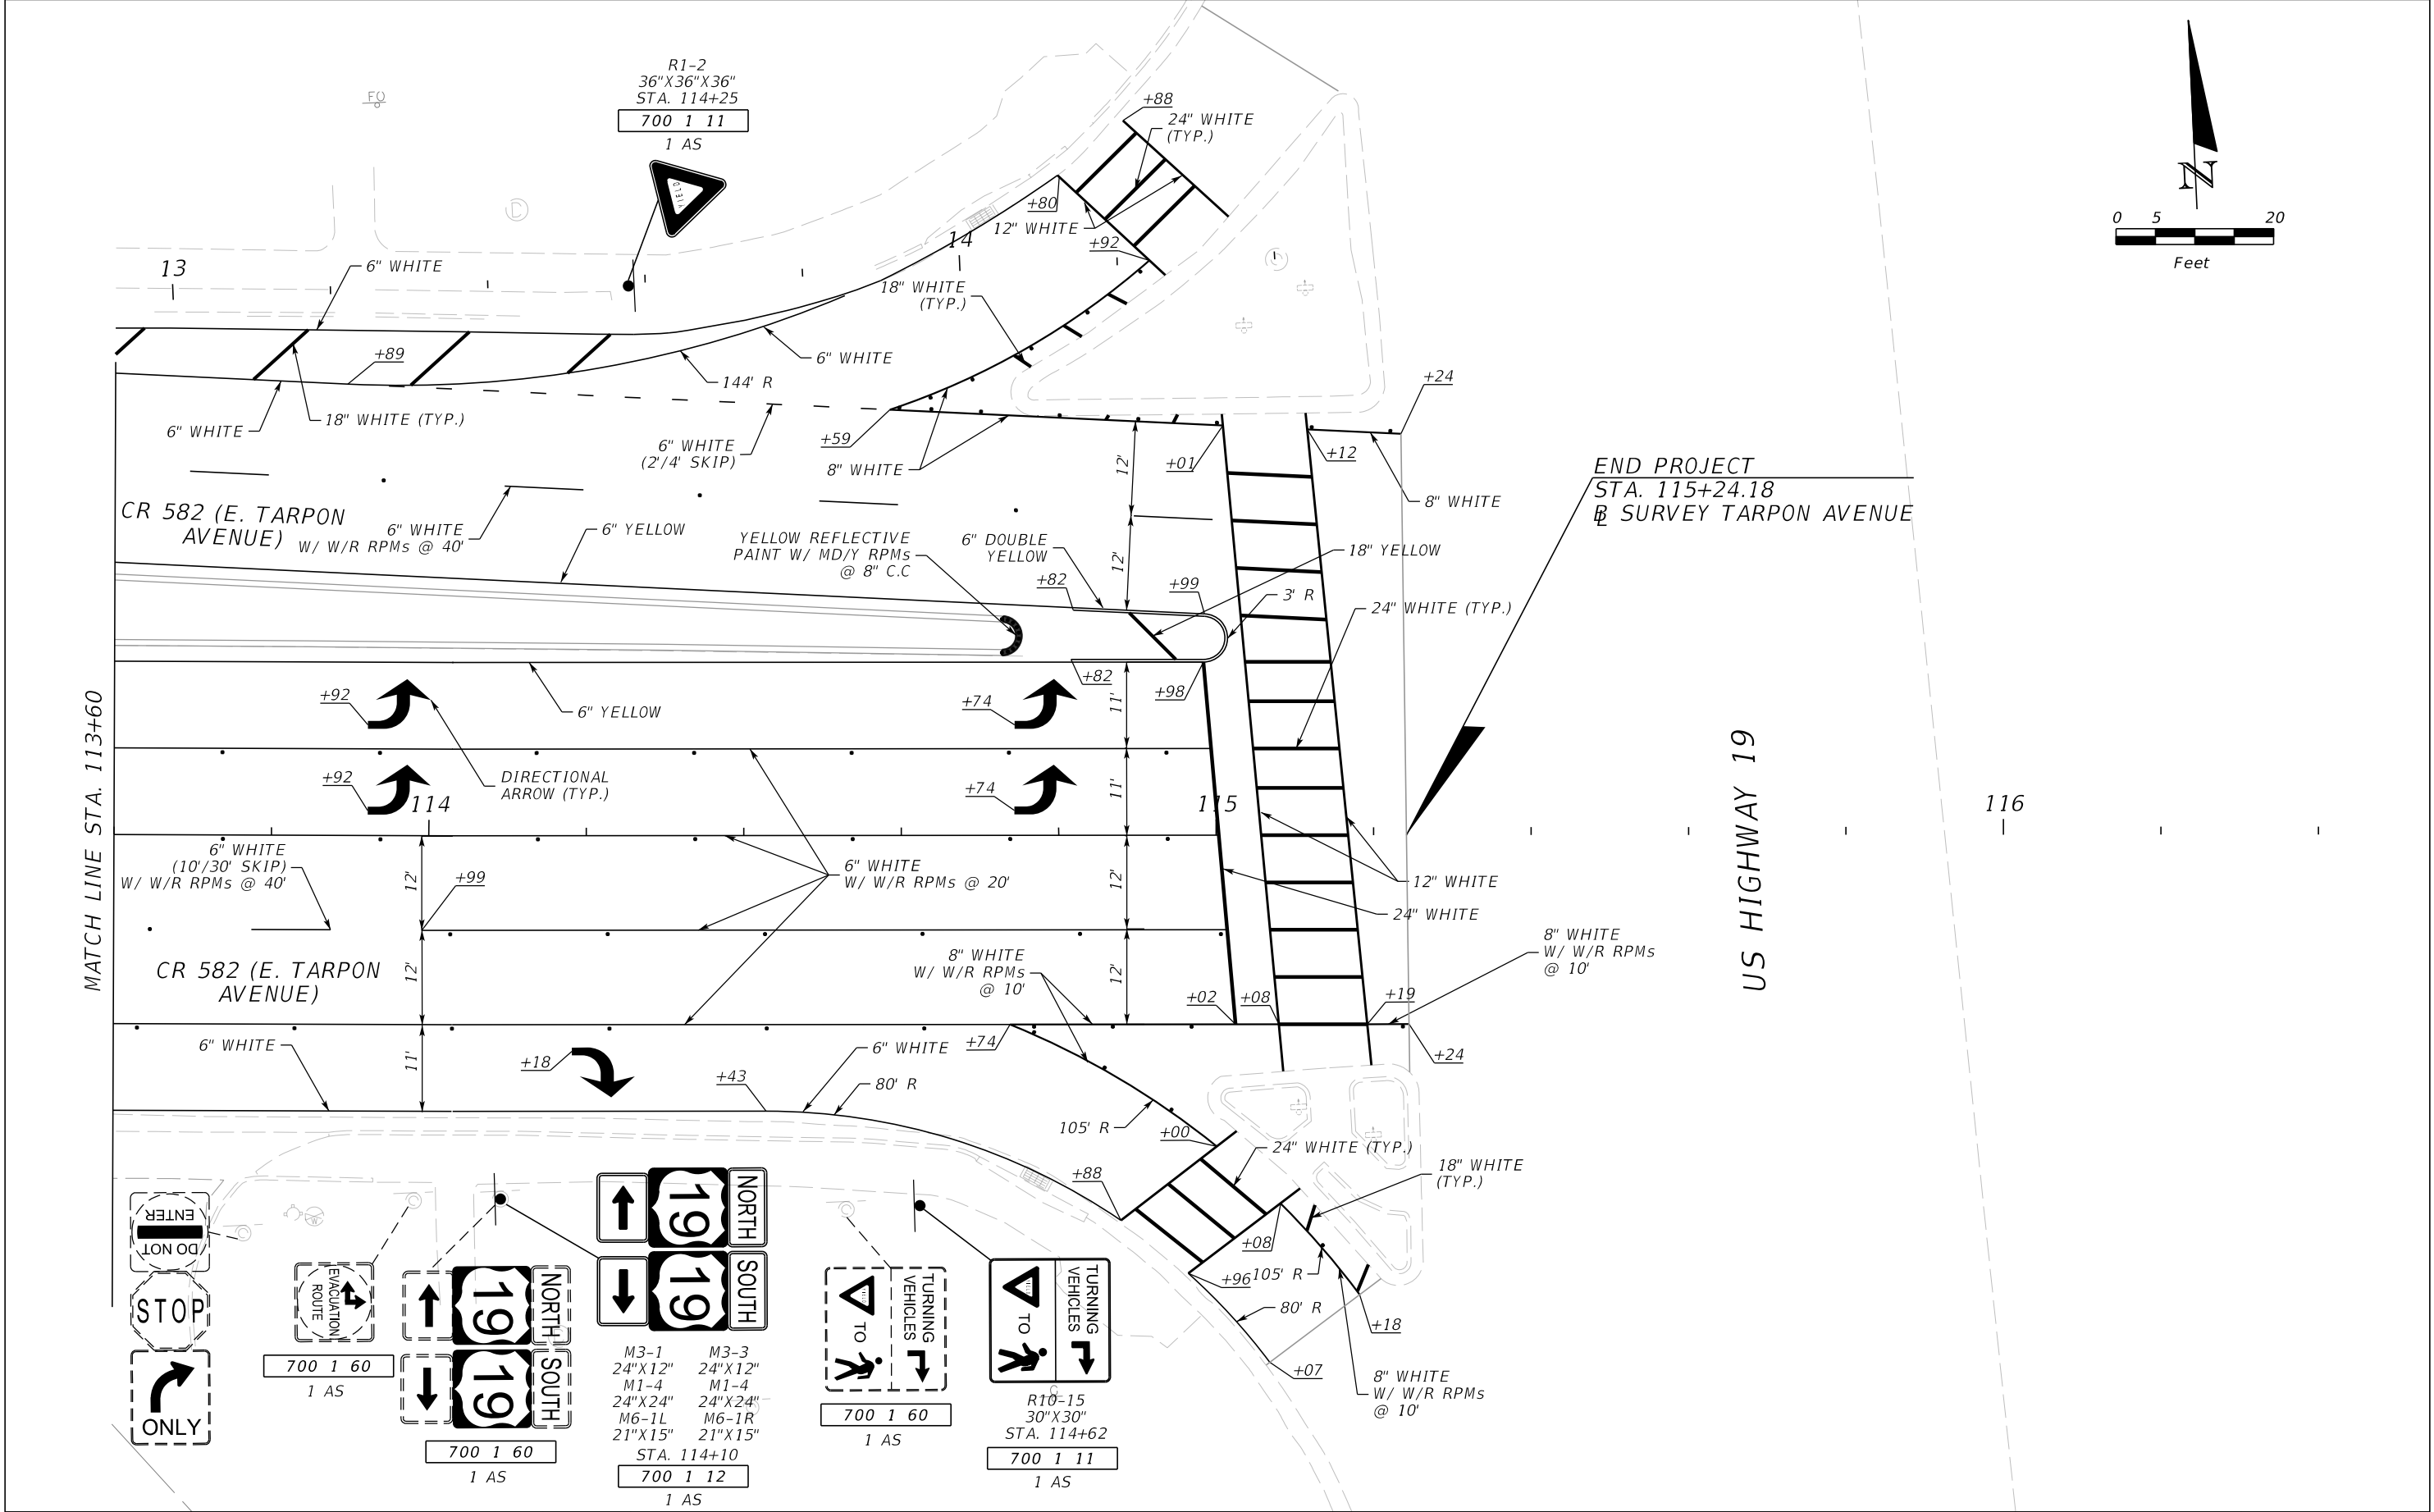 R1-2
36"X36"X36"
STA. 114+25
700 1 11
1 AS
YIELD
FO
+88
24" WHITE
(TYP.)
+80
12" WHITE
+92
N
0 5 20
Feet
13
14
6" WHITE
18" WHITE
(TYP.)
+89
6" WHITE
144' R
6" WHITE
18" WHITE (TYP.)
6" WHITE
(2'/4' SKIP)
+59
8" WHITE
12'
+01
+12
+24
8" WHITE
END PROJECT
STA. 115+24.18
BL SURVEY TARPON AVENUE
CR 582 (E. TARPON
AVENUE)
6" WHITE
W/ W/R RPMs @ 40'
6" YELLOW
YELLOW REFLECTIVE
PAINT W/ MD/Y RPMs
@ 8" C.C
6" DOUBLE
YELLOW
12'
18" YELLOW
+82
+99
3' R
24" WHITE (TYP.)
+82
+98
MATCH LINE STA. 113+60
+92
6" YELLOW
+74
11'
+92
DIRECTIONAL
ARROW (TYP.)
+74
11'
114
115
116
US HIGHWAY 19
6" WHITE
(10'/30' SKIP)
W/ W/R RPMs @ 40'
12'
+99
6" WHITE
W/ W/R RPMs @ 20'
12'
12" WHITE
24" WHITE
CR 582 (E. TARPON
AVENUE)
12'
8" WHITE
W/ W/R RPMs
@ 10'
12'
+02
+08
+19
8" WHITE
W/ W/R RPMs
@ 10'
6" WHITE
11'
+18
+43
6" WHITE
80' R
+74
+24
105' R
+00
24" WHITE (TYP.)
18" WHITE
(TYP.)
+88
+08
+96
105' R
80' R
+18
+07
8" WHITE
W/ W/R RPMs
@ 10'
DO NOT
ENTER
STOP
ONLY
EVACUATION
ROUTE
700 1 60
1 AS
NORTH
19
SOUTH
19
700 1 60
1 AS
NORTH
19
SOUTH
19
M3-1 M3-3
24"X12" 24"X12"
M1-4 M1-4
24"X24" 24"X24"
M6-1L M6-1R
21"X15" 21"X15"
STA. 114+10
700 1 12
1 AS
TURNING
VEHICLES
YIELD
TO
700 1 60
1 AS
TURNING
VEHICLES
YIELD
TO
R10-15
30"X30"
STA. 114+62
700 1 11
1 AS